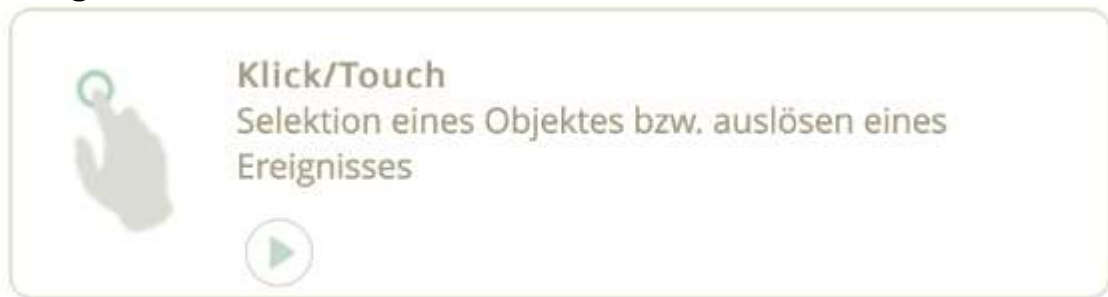 Klick/Touch
Selektion eines Objektes bzw. auslösen eines
Ereignisses